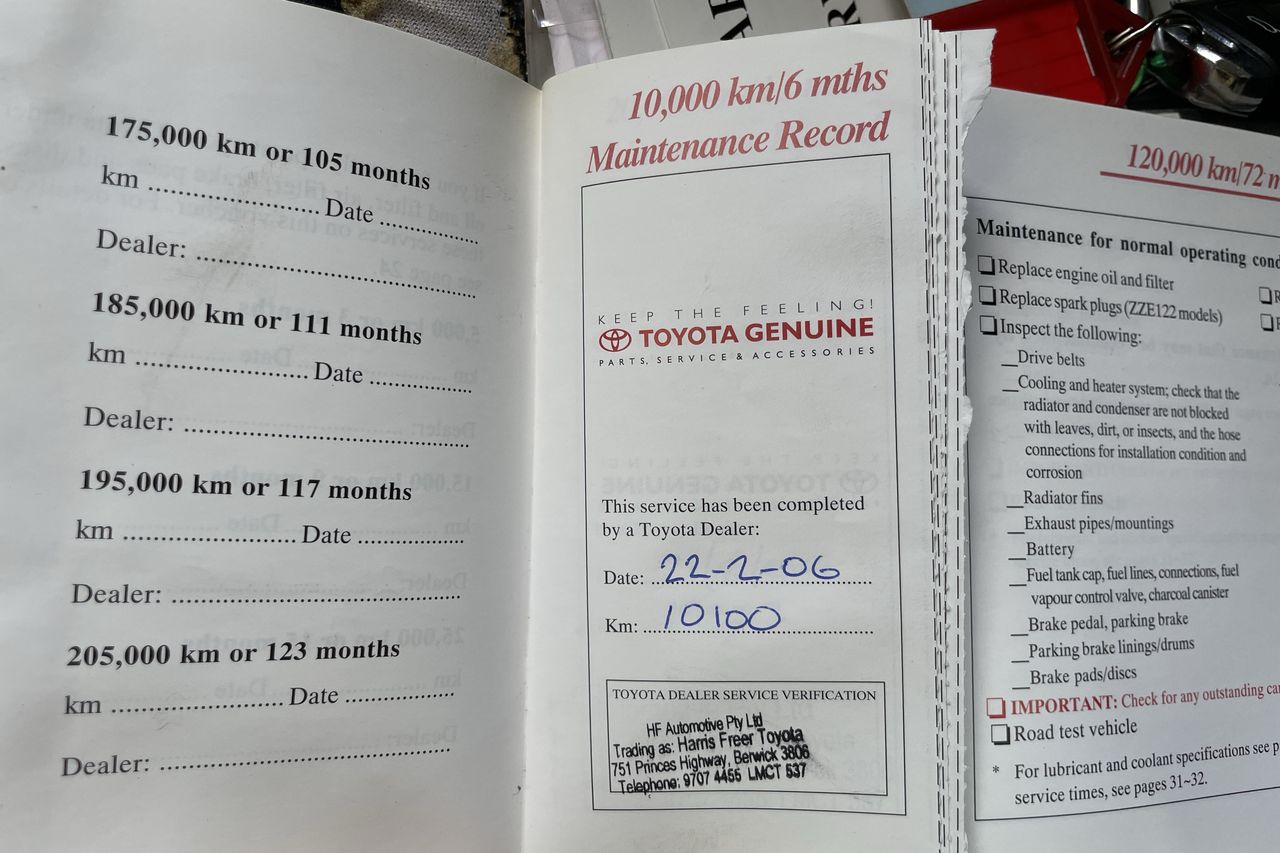 175,000 km or 105 months
km .......................... Date ...............
Dealer: ...........................................
185,000 km or 111 months
km .......................... Date ...............
Dealer: ...........................................
195,000 km or 117 months
km .......................... Date ...............
Dealer: ...........................................
205,000 km or 123 months
km .......................... Date ...............
Dealer: ...........................................
10,000 km/6 mths
Maintenance Record
KEEP THE FEELING!
TOYOTA GENUINE
PARTS, SERVICE & ACCESSORIES
This service has been completed
by a Toyota Dealer:
Date: 22-2-06
Km: 10100
TOYOTA DEALER SERVICE VERIFICATION
HF Automotive Pty Ltd
Trading as: Harris Freer Toyota
751 Princes Highway, Berwick 3806
Telephone: 9707 4455 LMCT 537
120,000 km/72
Maintenance for normal operating
Replace engine oil and filter
Replace spark plugs (ZZE122 models)
Inspect the following:
Drive belts
Cooling and heater system; check that the
radiator and condenser are not blocked
with leaves, dirt, or insects, and the hose
connections for installation condition and
corrosion
Radiator fins
Exhaust pipes/mountings
Battery
Fuel tank cap, fuel lines, connections, fuel
vapour control valve, charcoal canister
Brake pedal, parking brake
Parking brake linings/drums
Brake pads/discs
IMPORTANT: Check for any outstanding
Road test vehicle
* For lubricant and coolant specifications see
service times, see pages 31~32.